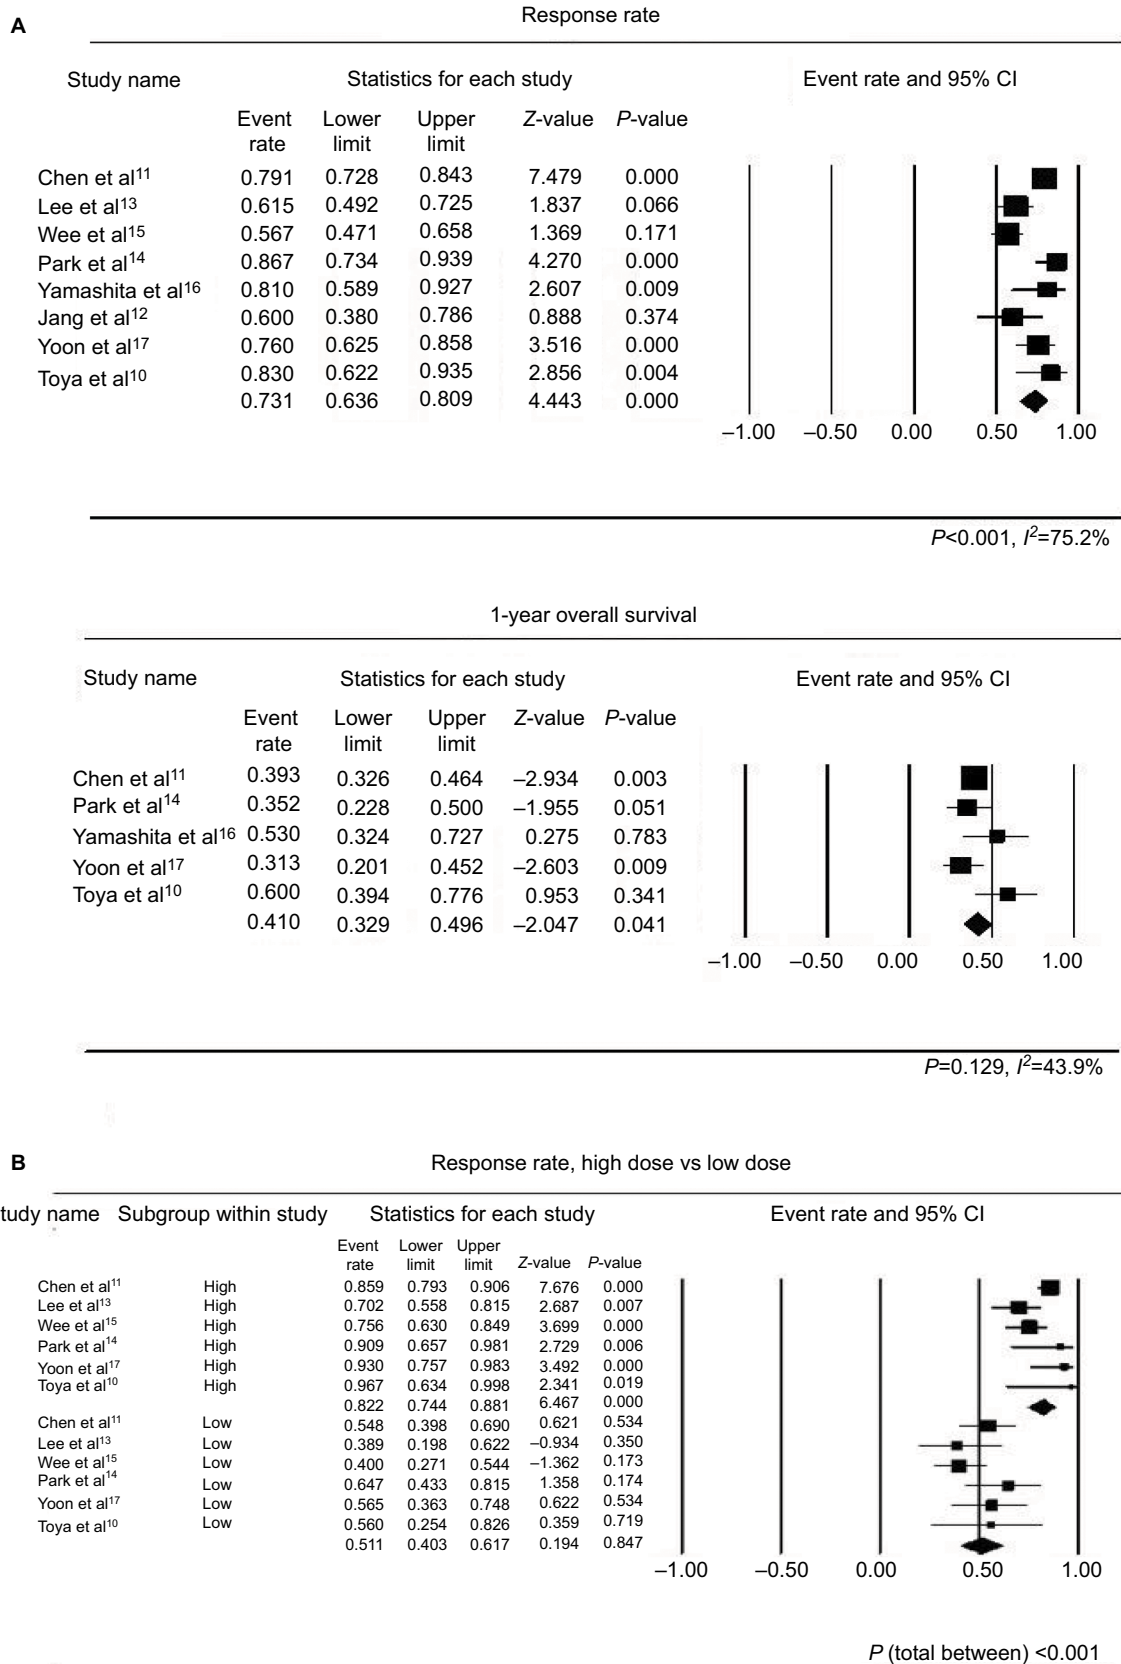 A
Response rate
Study name Statistics for each study Event rate and 95% CI
Event rate Lower limit Upper limit Z-value P-value
Chen et al11 0.791 0.728 0.843 7.479 0.000
Lee et al13 0.615 0.492 0.725 1.837 0.066
Wee et al15 0.567 0.471 0.658 1.369 0.171
Park et al14 0.867 0.734 0.939 4.270 0.000
Yamashita et al16 0.810 0.589 0.927 2.607 0.009
Jang et al12 0.600 0.380 0.786 0.888 0.374
Yoon et al17 0.760 0.625 0.858 3.516 0.000
Toya et al10 0.830 0.622 0.935 2.856 0.004
0.731 0.636 0.809 4.443 0.000
–1.00 –0.50 0.00 0.50 1.00
P<0.001, I2=75.2%
1-year overall survival
Study name Statistics for each study Event rate and 95% CI
Event rate Lower limit Upper limit Z-value P-value
Chen et al11 0.393 0.326 0.464 –2.934 0.003
Park et al14 0.352 0.228 0.500 –1.955 0.051
Yamashita et al16 0.530 0.324 0.727 0.275 0.783
Yoon et al17 0.313 0.201 0.452 –2.603 0.009
Toya et al10 0.600 0.394 0.776 0.953 0.341
0.410 0.329 0.496 –2.047 0.041
–1.00 –0.50 0.00 0.50 1.00
P=0.129, I2=43.9%
B
Response rate, high dose vs low dose
tudy name Subgroup within study Statistics for each study Event rate and 95% CI
Event rate Lower limit Upper limit Z-value P-value
Chen et al11 High 0.859 0.793 0.906 7.676 0.000
Lee et al13 High 0.702 0.558 0.815 2.687 0.007
Wee et al15 High 0.756 0.630 0.849 3.699 0.000
Park et al14 High 0.909 0.657 0.981 2.729 0.006
Yoon et al17 High 0.930 0.757 0.983 3.492 0.000
Toya et al10 High 0.967 0.634 0.998 2.341 0.019
0.822 0.744 0.881 6.467 0.000
Chen et al11 Low 0.548 0.398 0.690 0.621 0.534
Lee et al13 Low 0.389 0.198 0.622 –0.934 0.350
Wee et al15 Low 0.400 0.271 0.544 –1.362 0.173
Park et al14 Low 0.647 0.433 0.815 1.358 0.174
Yoon et al17 Low 0.565 0.363 0.748 0.622 0.534
Toya et al10 Low 0.560 0.254 0.826 0.359 0.719
0.511 0.403 0.617 0.194 0.847
–1.00 –0.50 0.00 0.50 1.00
P (total between) <0.001